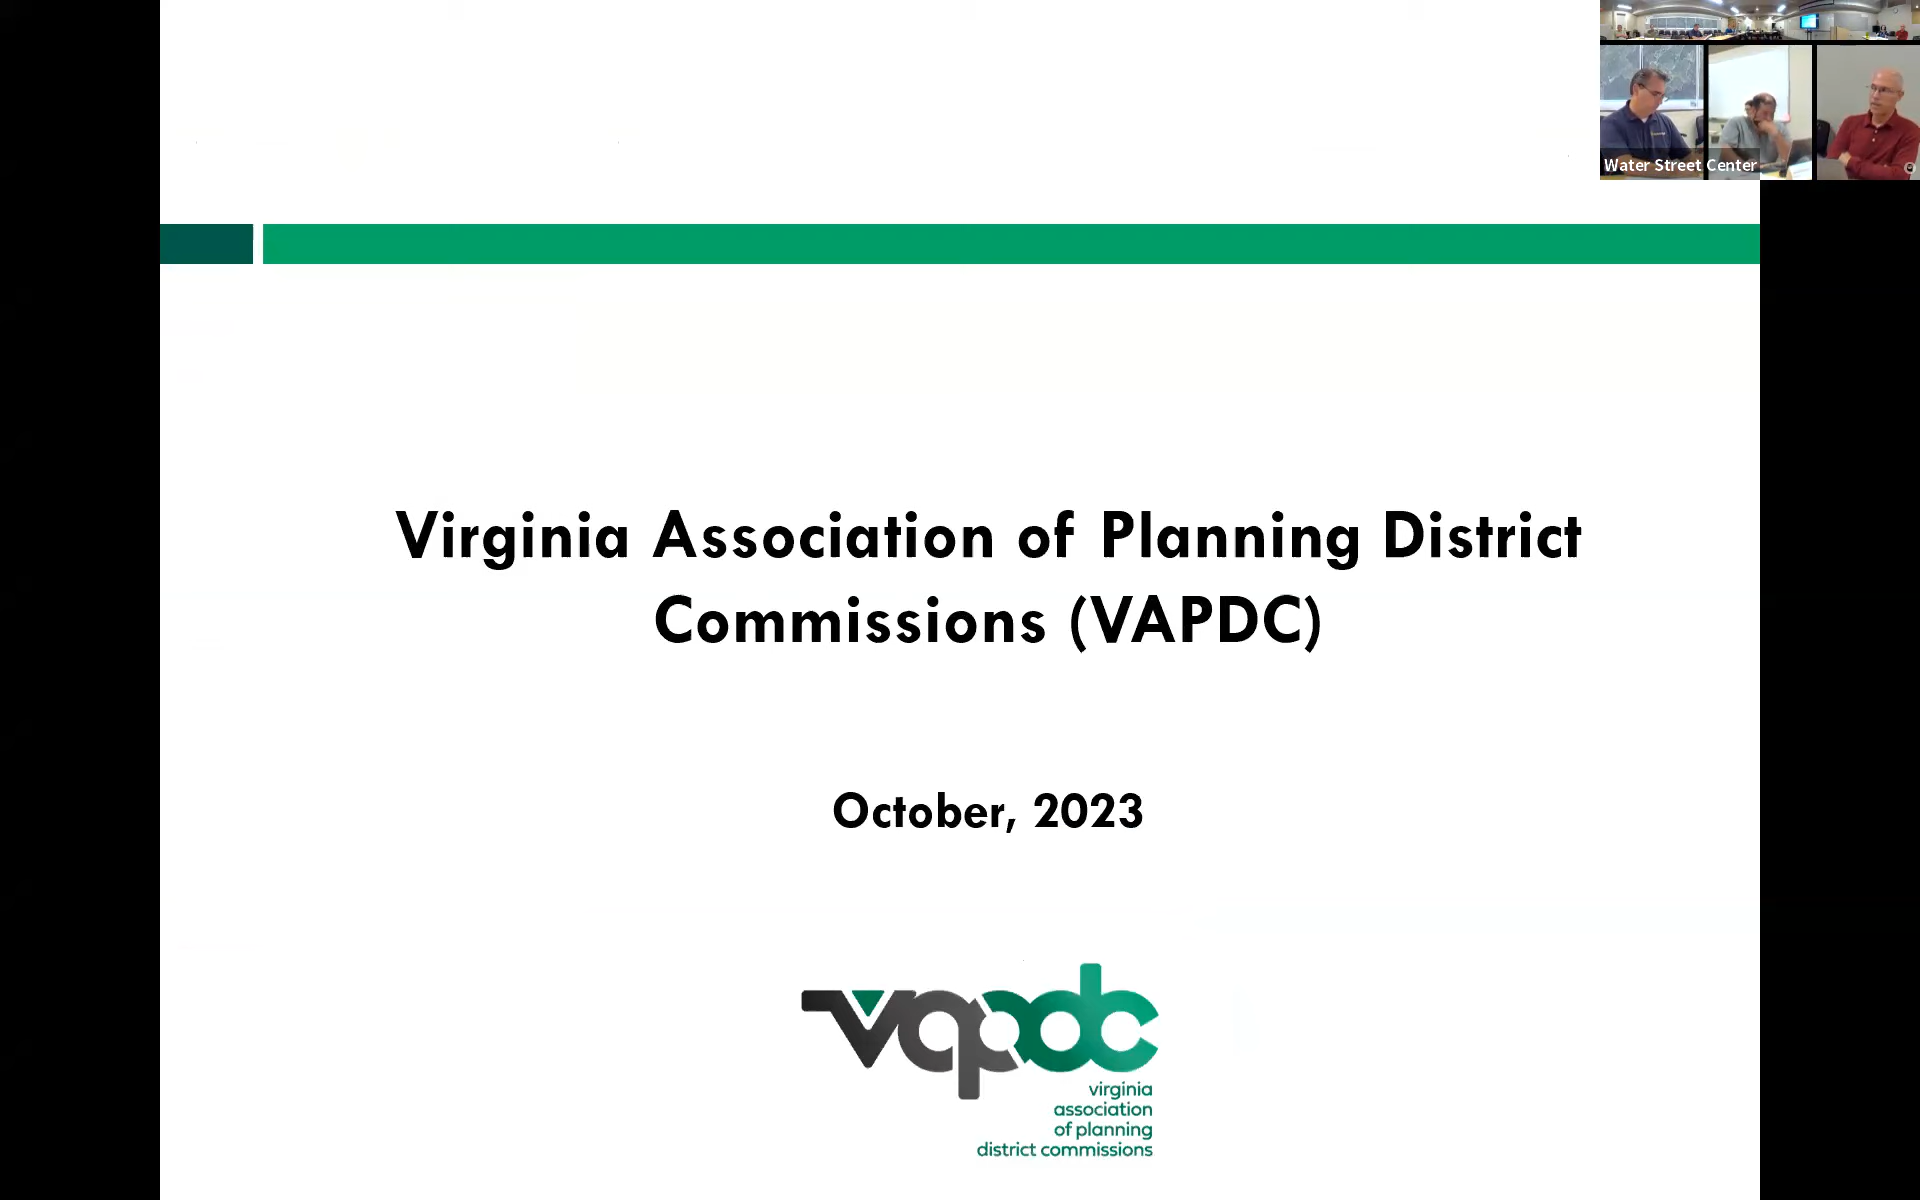 Water Street Center
Virginia Association of Planning District
Commissions (VAPDC)
October, 2023
vapdc
virginia
association
of planning
district commissions